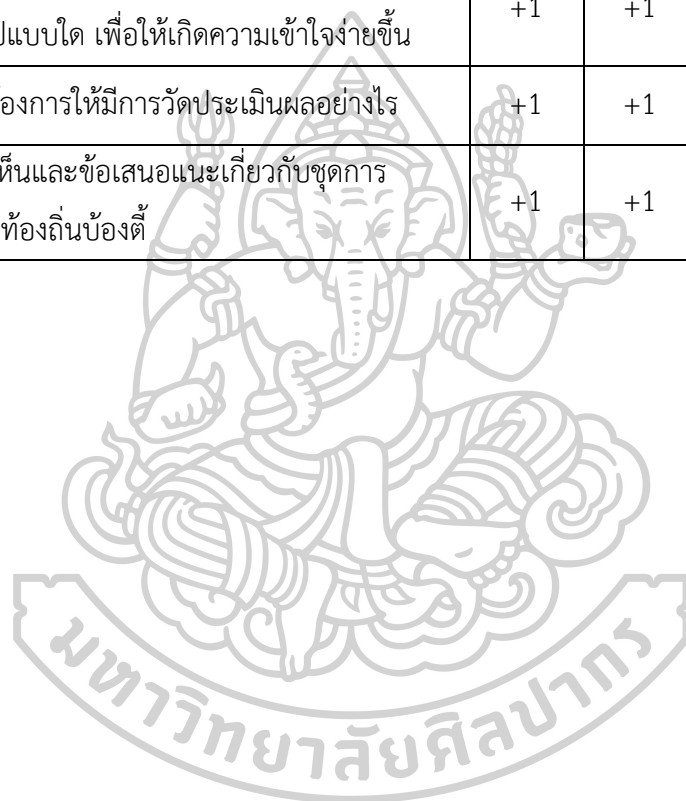 ปแบบใด เพื่อให้เกิดความเข้าใจง่ายขึ้น +1 +1
องการให้มีการวัดประเมินผลอย่างไร +1 +1
ห็นและข้อเสนอแนะเกี่ยวกับชุดการ
ท้องถิ่นบ้องตี้ +1 +1
มหาวิทยาลัยศิลปากร